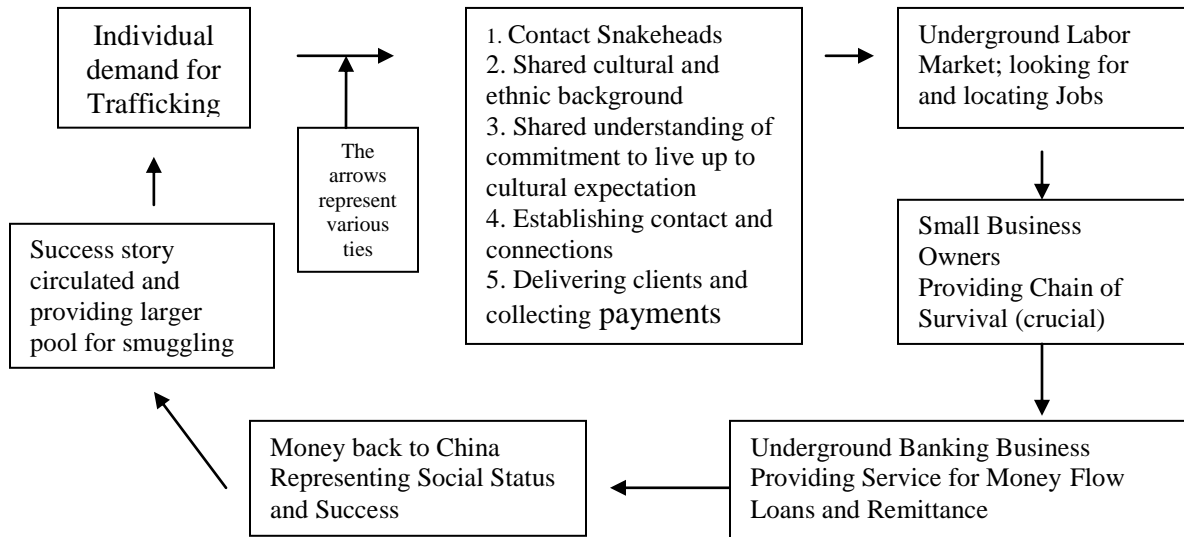 Individual
demand for
Trafficking
The
arrows
represent
various
ties
1. Contact Snakeheads
2. Shared cultural and
ethnic background
3. Shared understanding of
commitment to live up to
cultural expectation
4. Establishing contact and
connections
5. Delivering clients and
collecting payments
Underground Labor
Market; looking for
and locating Jobs
Small Business
Owners
Providing Chain of
Survival (crucial)
Underground Banking Business
Providing Service for Money Flow
Loans and Remittance
Money back to China
Representing Social Status
and Success
Success story
circulated and
providing larger
pool for smuggling